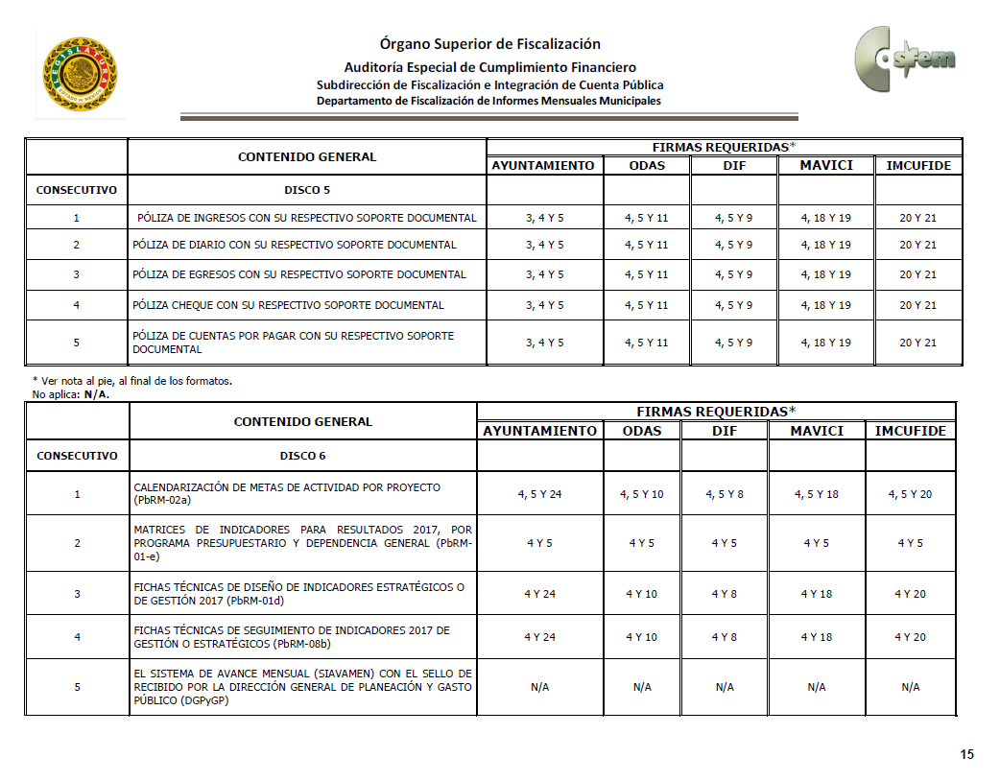 Órgano Superior de Fiscalización
Auditoría Especial de Cumplimiento Financiero
Subdirección de Fiscalización e Integración de Cuenta Pública
Departamento de Fiscalización de Informes Mensuales Municipales
LEGISLATURA
ESTADO DE MEXICO
osfem
CONTENIDO GENERAL
FIRMAS REQUERIDAS*
AYUNTAMIENTO ODAS DIF MAVICI IMCUFIDE
CONSECUTIVO DISCO 5
1 PÓLIZA DE INGRESOS CON SU RESPECTIVO SOPORTE DOCUMENTAL 3, 4 Y 5 4, 5 Y 11 4, 5 Y 9 4, 18 Y 19 20 Y 21
2 PÓLIZA DE DIARIO CON SU RESPECTIVO SOPORTE DOCUMENTAL 3, 4 Y 5 4, 5 Y 11 4, 5 Y 9 4, 18 Y 19 20 Y 21
3 PÓLIZA DE EGRESOS CON SU RESPECTIVO SOPORTE DOCUMENTAL 3, 4 Y 5 4, 5 Y 11 4, 5 Y 9 4, 18 Y 19 20 Y 21
4 PÓLIZA CHEQUE CON SU RESPECTIVO SOPORTE DOCUMENTAL 3, 4 Y 5 4, 5 Y 11 4, 5 Y 9 4, 18 Y 19 20 Y 21
5 PÓLIZA DE CUENTAS POR PAGAR CON SU RESPECTIVO SOPORTE
DOCUMENTAL 3, 4 Y 5 4, 5 Y 11 4, 5 Y 9 4, 18 Y 19 20 Y 21
* Ver nota al pie, al final de los formatos.
No aplica: N/A.
CONTENIDO GENERAL
FIRMAS REQUERIDAS*
AYUNTAMIENTO ODAS DIF MAVICI IMCUFIDE
CONSECUTIVO DISCO 6
1 CALENDARIZACIÓN DE METAS DE ACTIVIDAD POR PROYECTO
(PbRM-02a) 4, 5 Y 24 4, 5 Y 10 4, 5 Y 8 4, 5 Y 18 4, 5 Y 20
MATRICES DE INDICADORES PARA RESULTADOS 2017, POR
2 PROGRAMA PRESUPUESTARIO Y DEPENDENCIA GENERAL (PbRM- 4 Y 5 4 Y 5 4 Y 5 4 Y 5 4 Y 5
01-e)
3 FICHAS TÉCNICAS DE DISEÑO DE INDICADORES ESTRATÉGICOS O
DE GESTIÓN 2017 (PbRM-01d) 4 Y 24 4 Y 10 4 Y 8 4 Y 18 4 Y 20
4 FICHAS TÉCNICAS DE SEGUIMIENTO DE INDICADORES 2017 DE
GESTIÓN O ESTRATÉGICOS (PbRM-08b) 4 Y 24 4 Y 10 4 Y 8 4 Y 18 4 Y 20
EL SISTEMA DE AVANCE MENSUAL (SIAVAMEN) CON EL SELLO DE
5 RECIBIDO POR LA DIRECCIÓN GENERAL DE PLANEACIÓN Y GASTO N/A N/A N/A N/A N/A
PÚBLICO (DGPyGP)
15